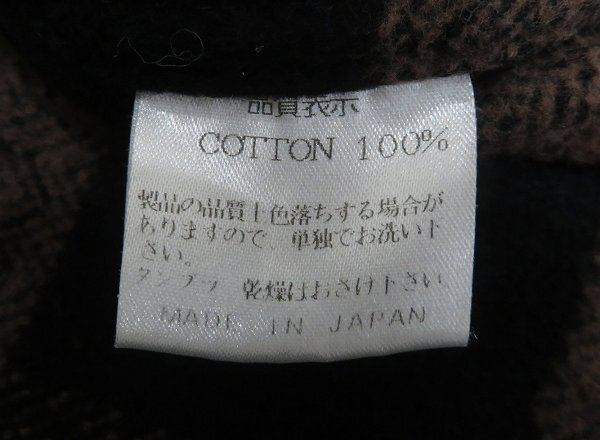 品質表示
COTTON 100%
製品の品質上色落ちする場合が
ありますので、単独でお洗い下
さい。
タンブラ 乾燥はおさけ下さい
MADE IN JAPAN